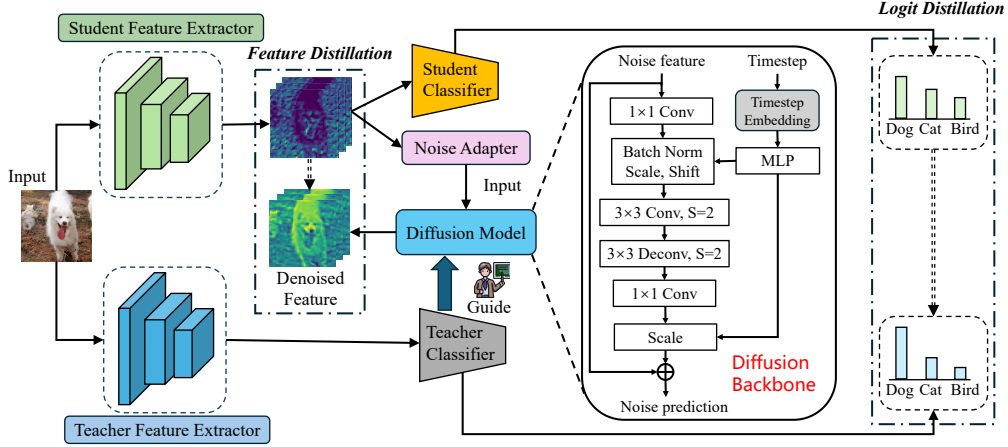 Student Feature Extractor
Feature Distillation
Logit Distillation
Student
Classifier
Noise Adapter
Input
Input
Diffusion Model
Denoised
Feature
Guide
Teacher
Classifier
Teacher Feature Extractor
Noise feature
Timestep
1×1 Conv
Timestep
Embedding
Batch Norm
Scale, Shift
MLP
3×3 Conv, S=2
3×3 Deconv, S=2
1×1 Conv
Scale
Diffusion
Backbone
Noise prediction
Dog Cat Bird
Dog Cat Bird